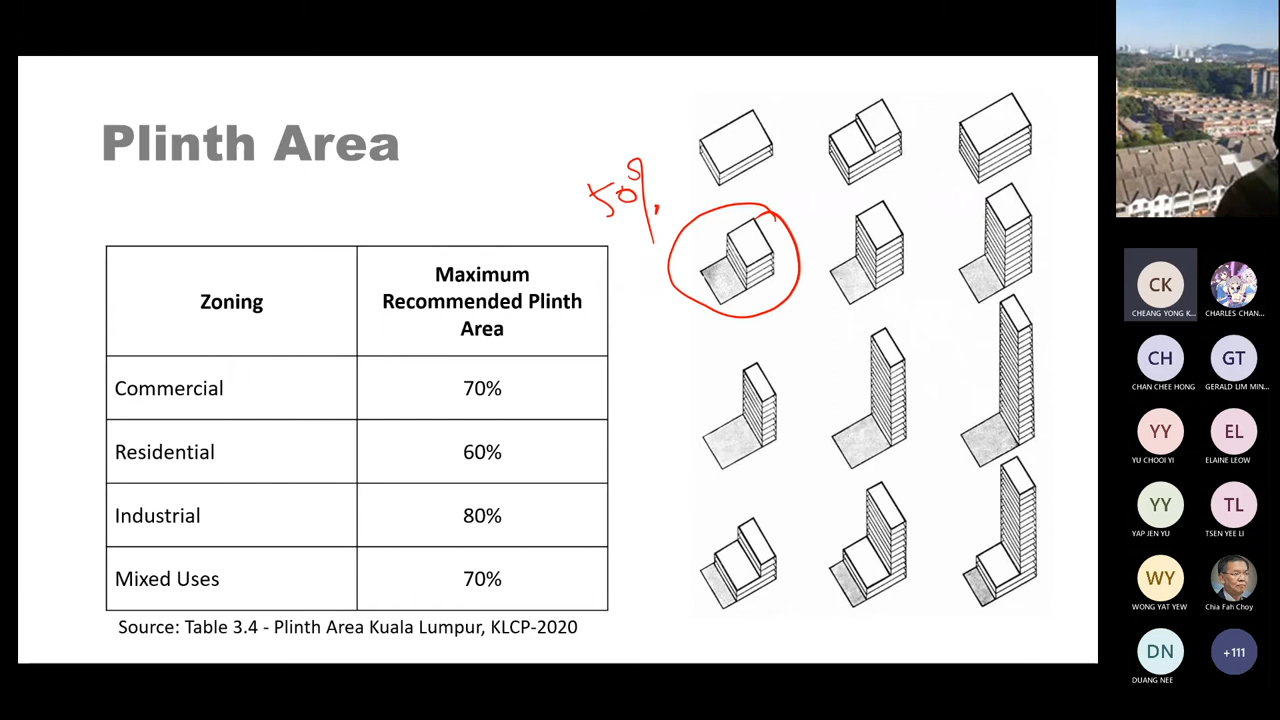 Plinth Area
50%
Zoning
Maximum
Recommended Plinth
Area
Commercial
70%
Residential
60%
Industrial
80%
Mixed Uses
70%
Source: Table 3.4 - Plinth Area Kuala Lumpur, KLCP-2020
CK
CHEANG YONG K...
CHARLES CHAN...
CH
CHAN CHEE HONG
GT
GERALD LIM MIN...
YY
YU CHOOI YI
EL
ELAINE LEOW
YY
YAP JEN YU
TL
TSEN YEE LI
WY
WONG YAT YEW
Chia Fah Choy
DN
DUANG NEE
+111